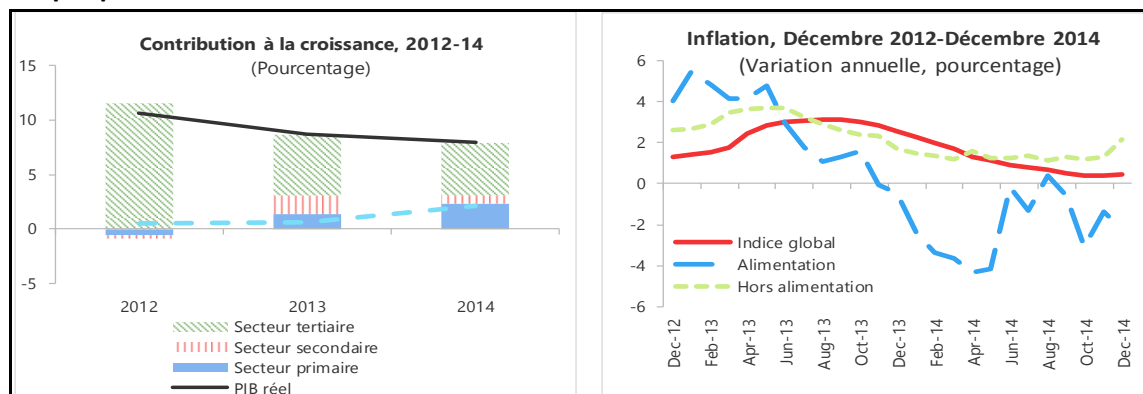 Contribution à la croissance, 2012-14
(Pourcentage)
15
10
5
0
-5
2012 2013 2014
Secteur tertiaire
Secteur secondaire
Secteur primaire
PIB réel
Inflation, Décembre 2012-Décembre 2014
(Variation annuelle, pourcentage)
6
4
2
0
-2
-4
-6
Indice global
Alimentation
Hors alimentation
Dec-12
Feb-13
Apr-13
Jun-13
Aug-13
Oct-13
Dec-13
Feb-14
Apr-14
Jun-14
Aug-14
Oct-14
Dec-14